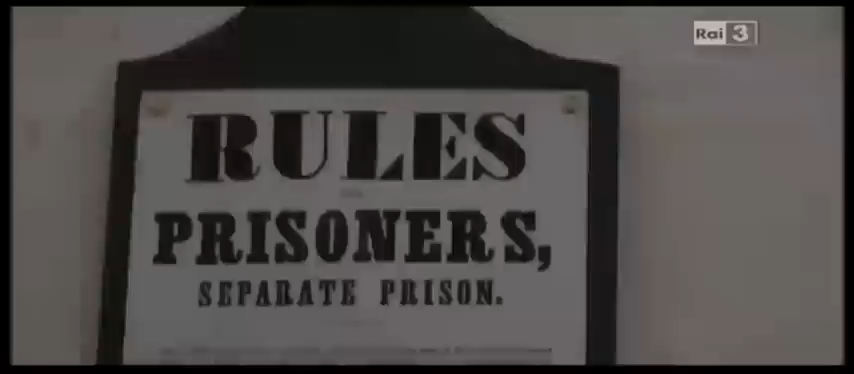 Rai 3
RULES
PRISONERS,
SEPARATE PRISON.